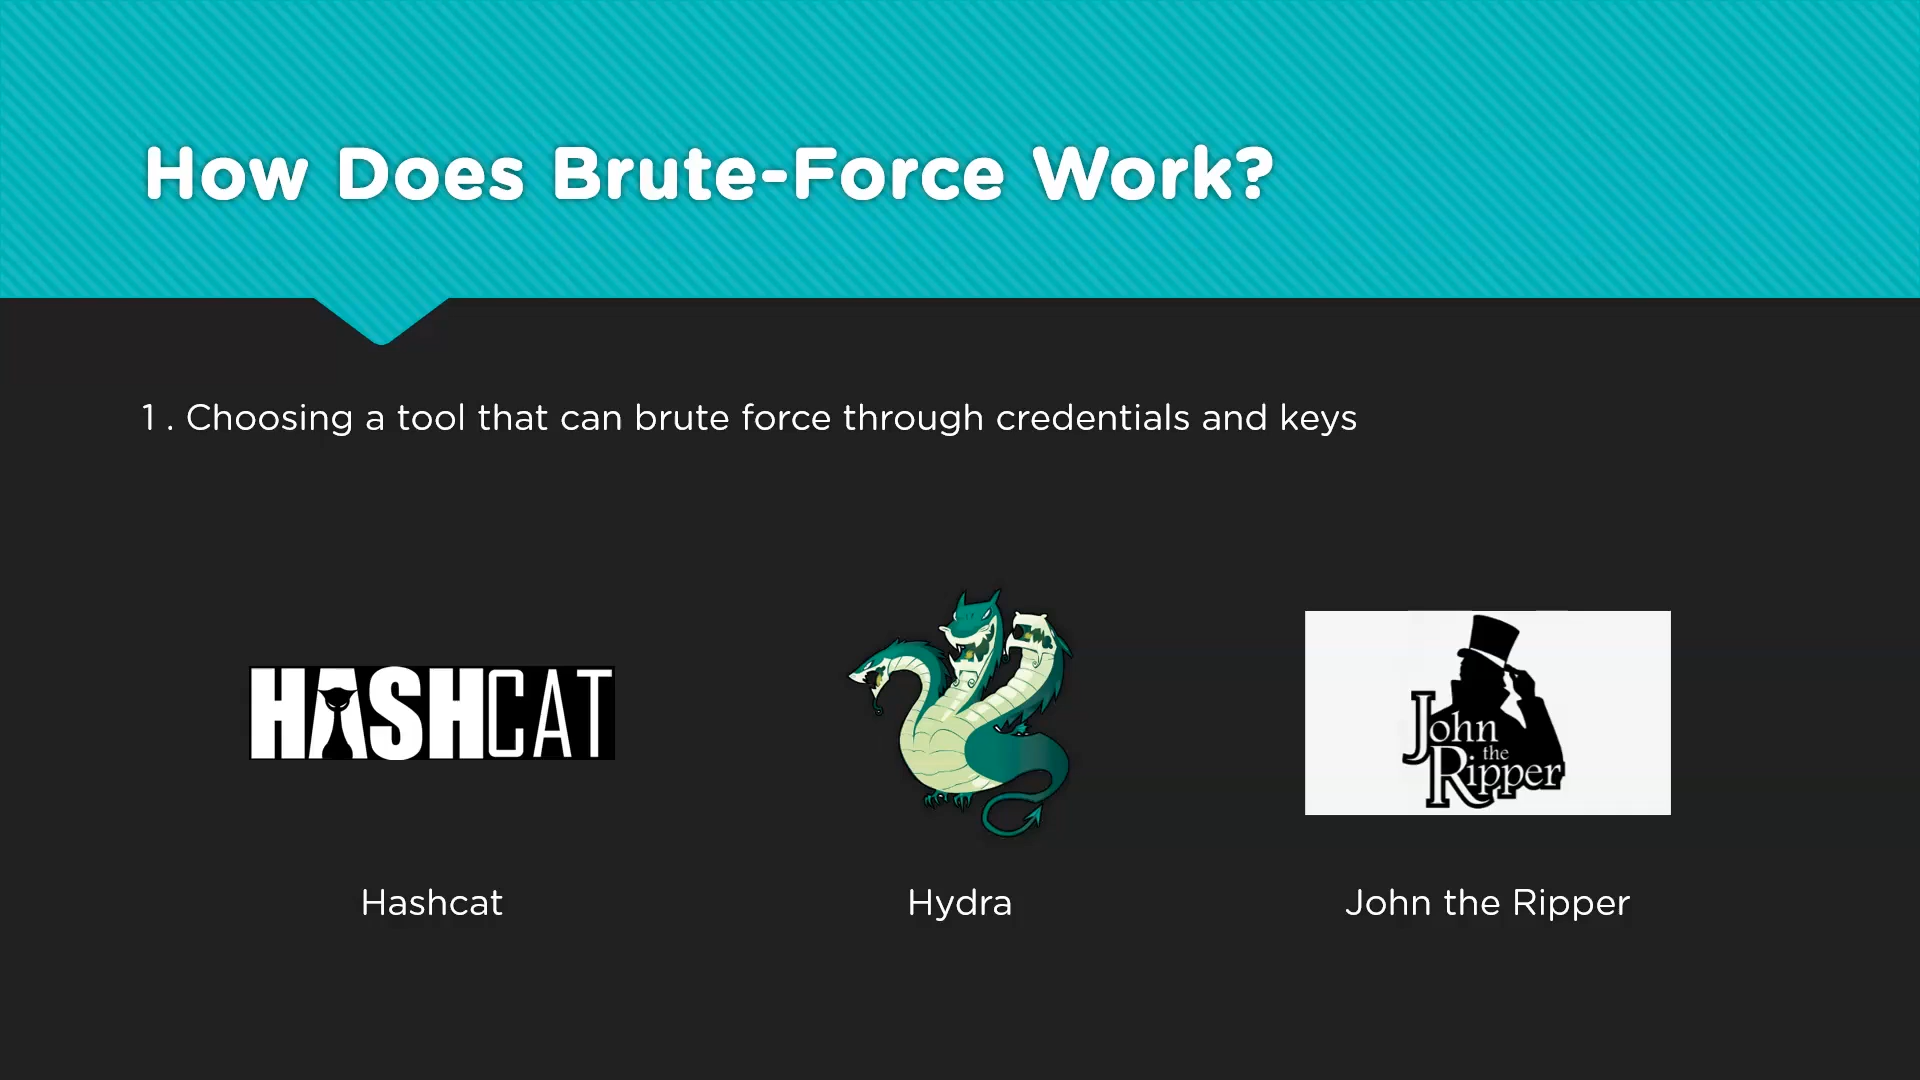 How Does Brute-Force Work?
1 . Choosing a tool that can brute force through credentials and keys
HASHCAT
John
the
Ripper
Hashcat
Hydra
John the Ripper